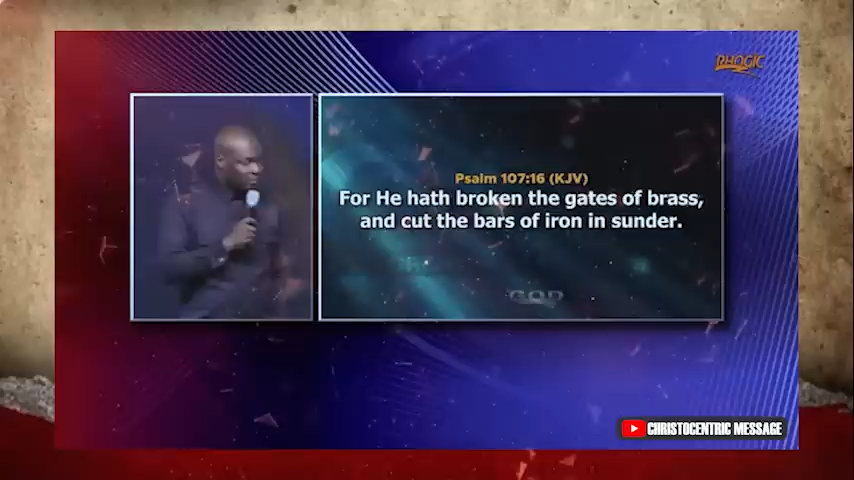 Psalm 107:16 (KJV)
For He hath broken the gates of brass,
and cut the bars of iron in sunder.
GOD
CHRISTOCENTRIC MESSAGE